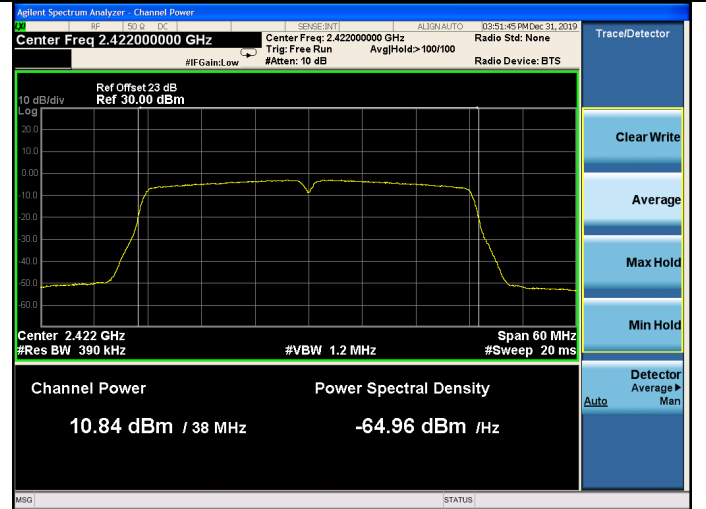 Agilent Spectrum Analyzer - Channel Power
RF 50 Ω DC SENSE:INT ALIGN AUTO 03:51:45 PM Dec 31, 2019
Center Freq 2.422000000 GHz
Center Freq: 2.422000000 GHz Radio Std: None
Trig: Free Run Avg|Hold:>100/100
#IFGain:Low #Atten: 10 dB Radio Device: BTS
Trace/Detector
Ref Offset 23 dB
10 dB/div Ref 30.00 dBm
Log
20.0
10.0
0.00
-10.0
-20.0
-30.0
-40.0
-50.0
-60.0
Center 2.422 GHz Span 60 MHz
#Res BW 390 kHz #VBW 1.2 MHz #Sweep 20 ms
Channel Power Power Spectral Density
10.84 dBm / 38 MHz -64.96 dBm /Hz
Clear Write
Average
Max Hold
Min Hold
Detector
Average▶
Auto Man
MSG STATUS